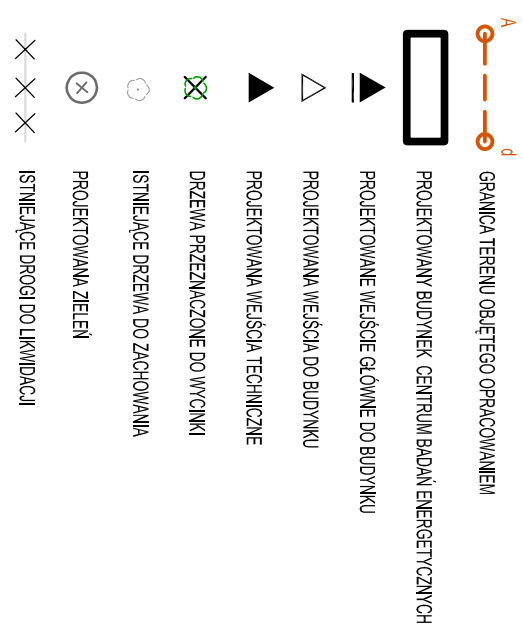 A d
GRANICA TERENU OBJĘTEGO OPRACOWANIEM
PROJEKTOWANY BUDYNEK CENTRUM BADAŃ ENERGETYCZNYCH
PROJEKTOWANE WEJŚCIE GŁÓWNE DO BUDYNKU
PROJEKTOWANA WEJŚCIA DO BUDYNKU
PROJEKTOWANA WEJŚCIA TECHNICZNE
DRZEWA PRZEZNACZONE DO WYCINKI
ISTNIEJĄCE DRZEWA DO ZACHOWANIA
PROJEKTOWANA ZIELEŃ
ISTNIEJĄCE DROGI DO LIKWIDACJI